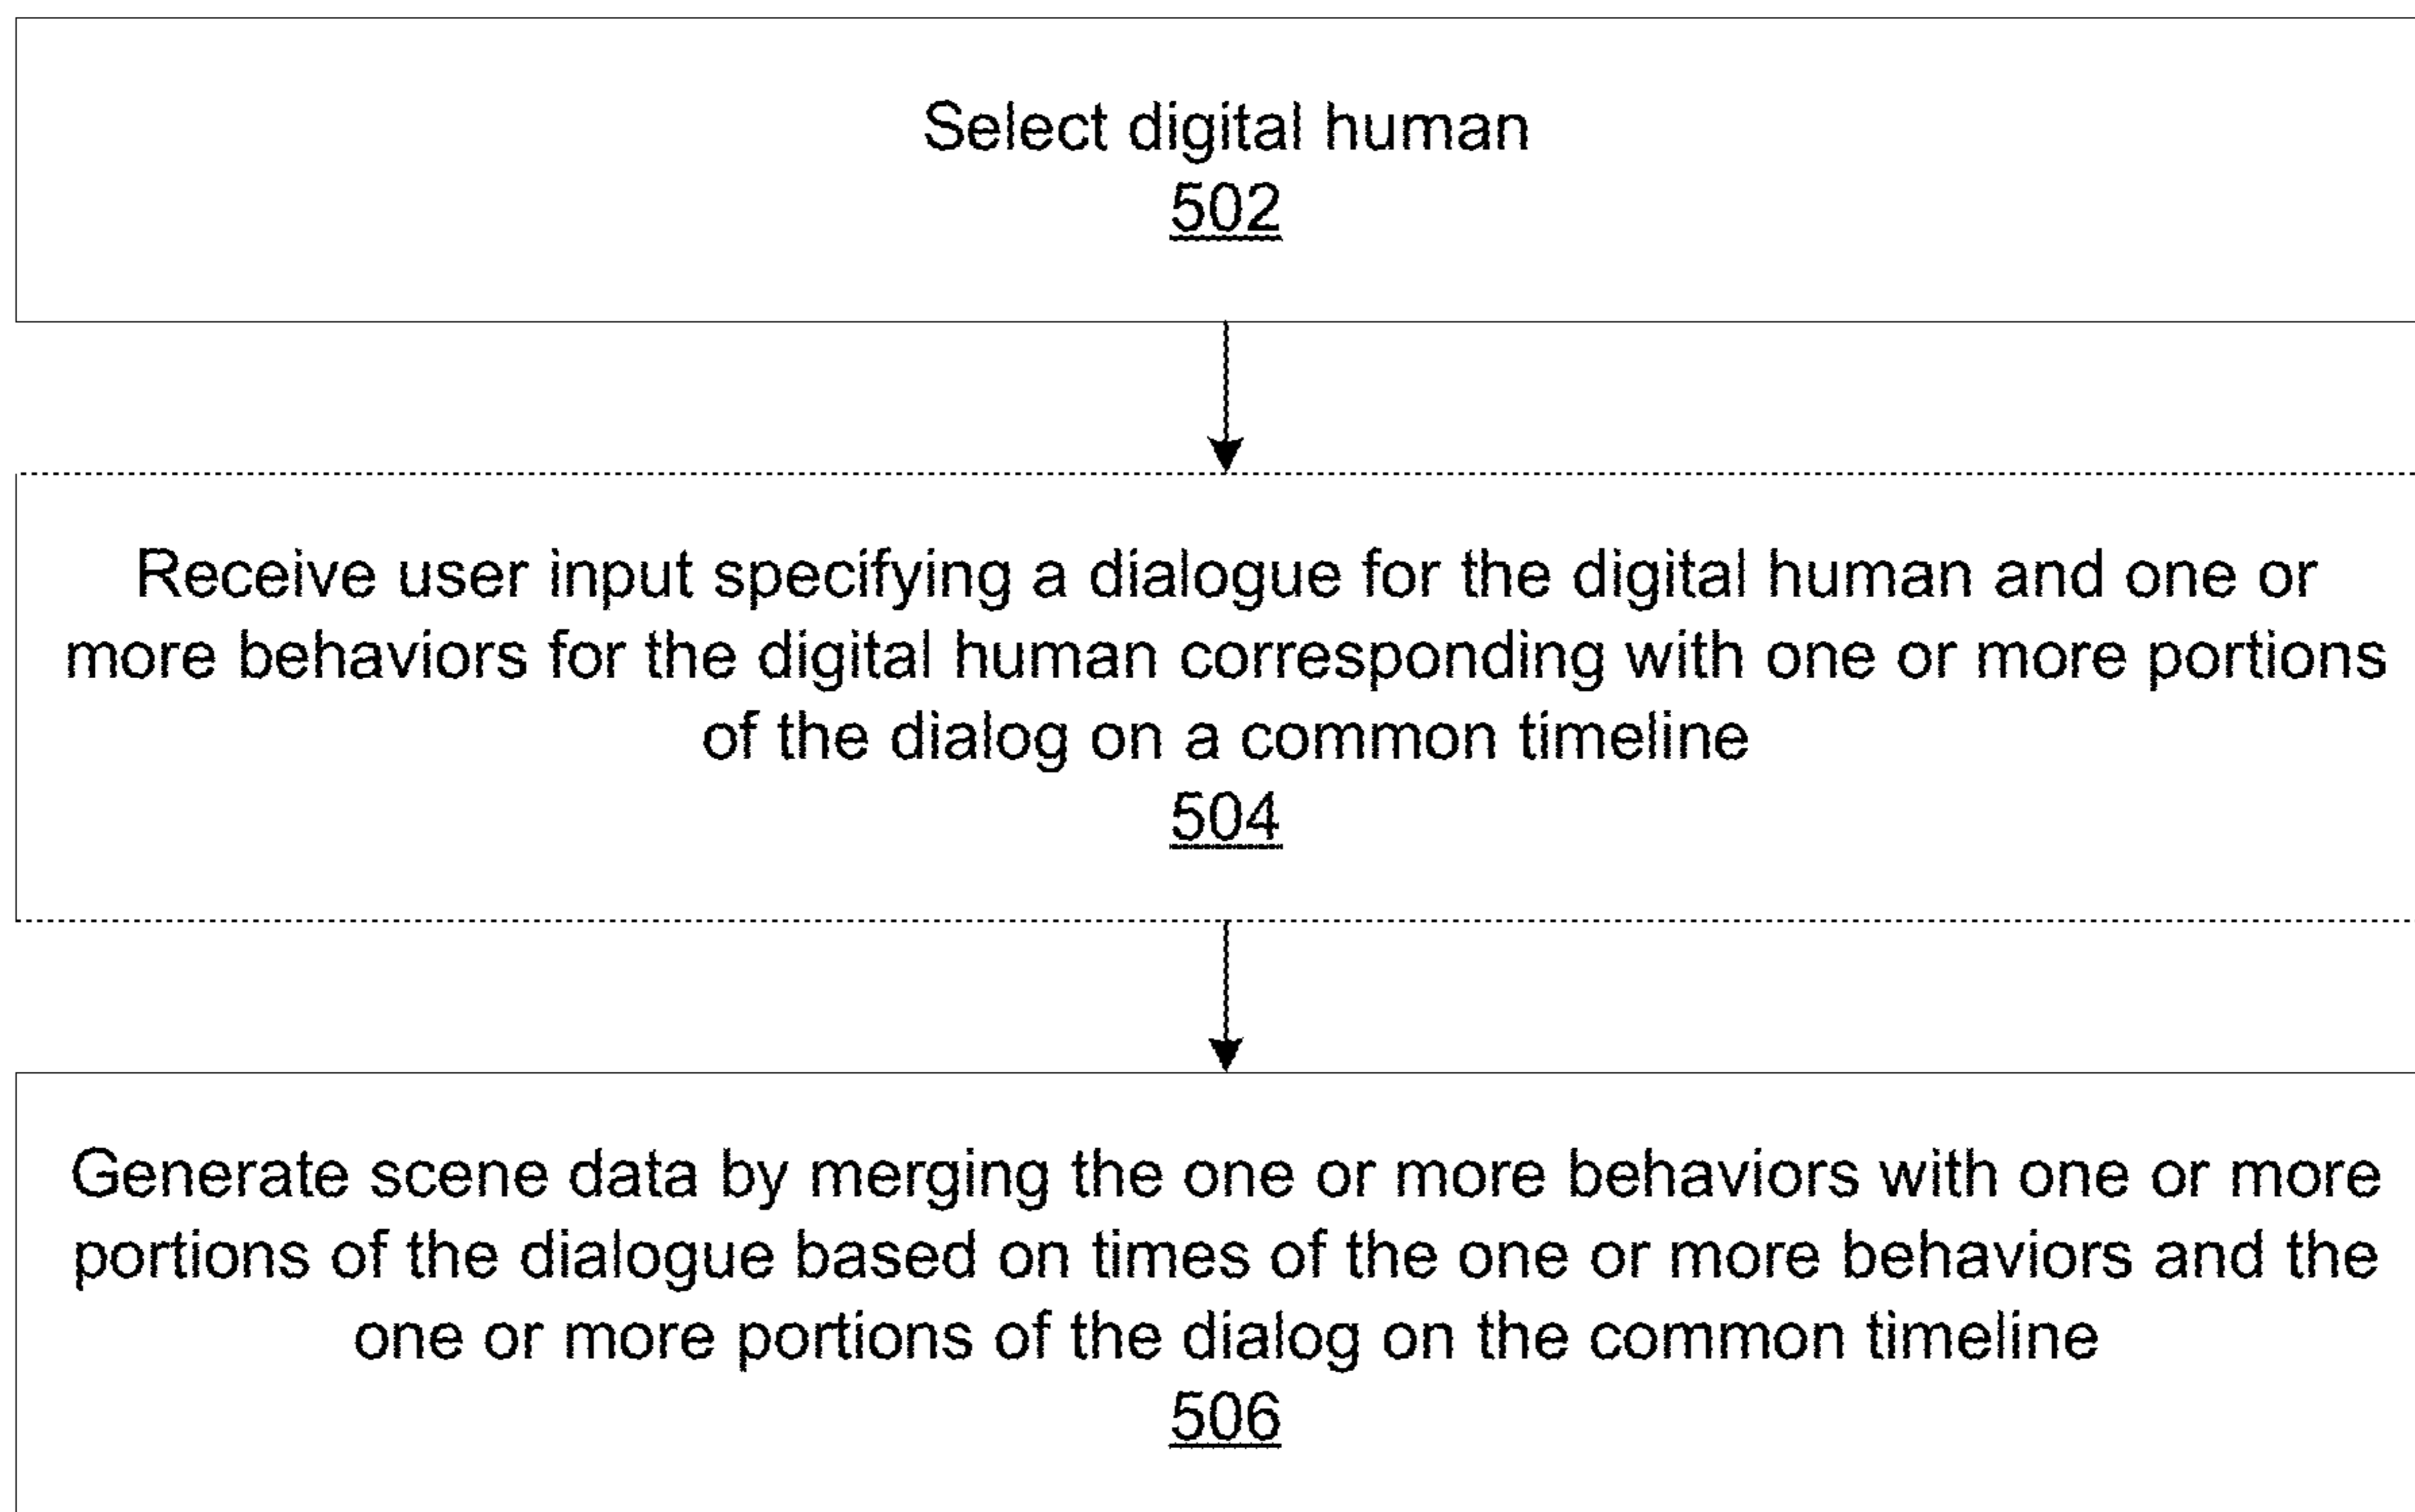 Select digital human
502
Receive user input specifying a dialogue for the digital human and one or
more behaviors for the digital human corresponding with one or more portions
of the dialog on a common timeline
504
Generate scene data by merging the one or more behaviors with one or more
portions of the dialogue based on times of the one or more behaviors and the
one or more portions of the dialog on the common timeline
506